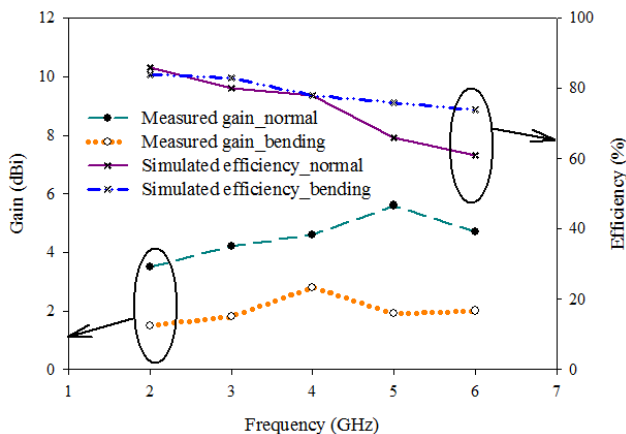 12
10
8
6
4
2
0
Gain (dBi)
100
80
60
40
20
0
Efficiency (%)
Measured gain_normal
Measured gain_bending
Simulated efficiency_normal
Simulated efficiency_bending
1 2 3 4 5 6 7
Frequency (GHz)